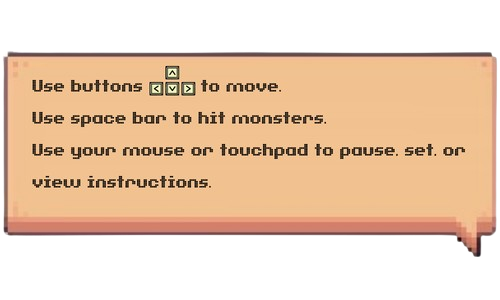 Use buttons ^ < v > to move.
Use space bar to hit monsters.
Use your mouse or touchpad to pause, set, or
view instructions.